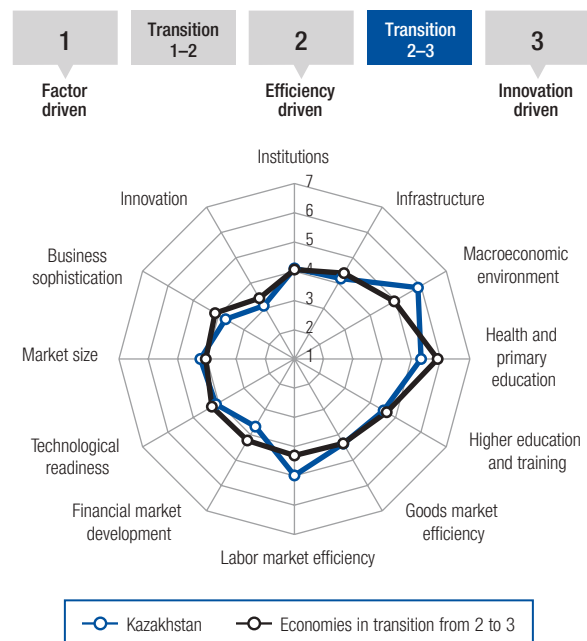 1
Transition
1–2
2
Transition
2–3
3
Factor
driven
Efficiency
driven
Innovation
driven
Institutions
Infrastructure
Macroeconomic
environment
Health and
primary
education
Higher education
and training
Goods market
efficiency
Labor market efficiency
Financial market
development
Technological
readiness
Market size
Business
sophistication
Innovation
7
6
5
4
3
2
1
Kazakhstan
Economies in transition from 2 to 3